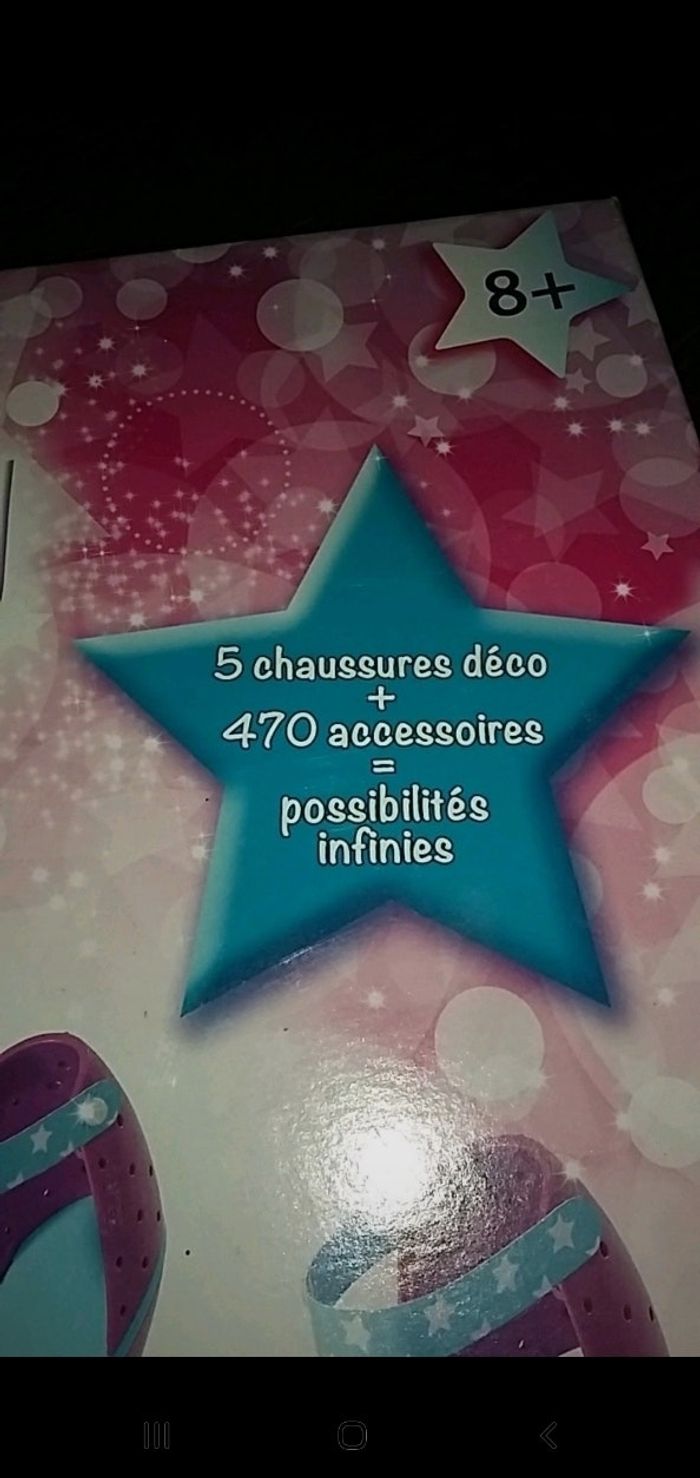 8+
5 chaussures déco
+
470 accessoires
=
possibilités
infinies